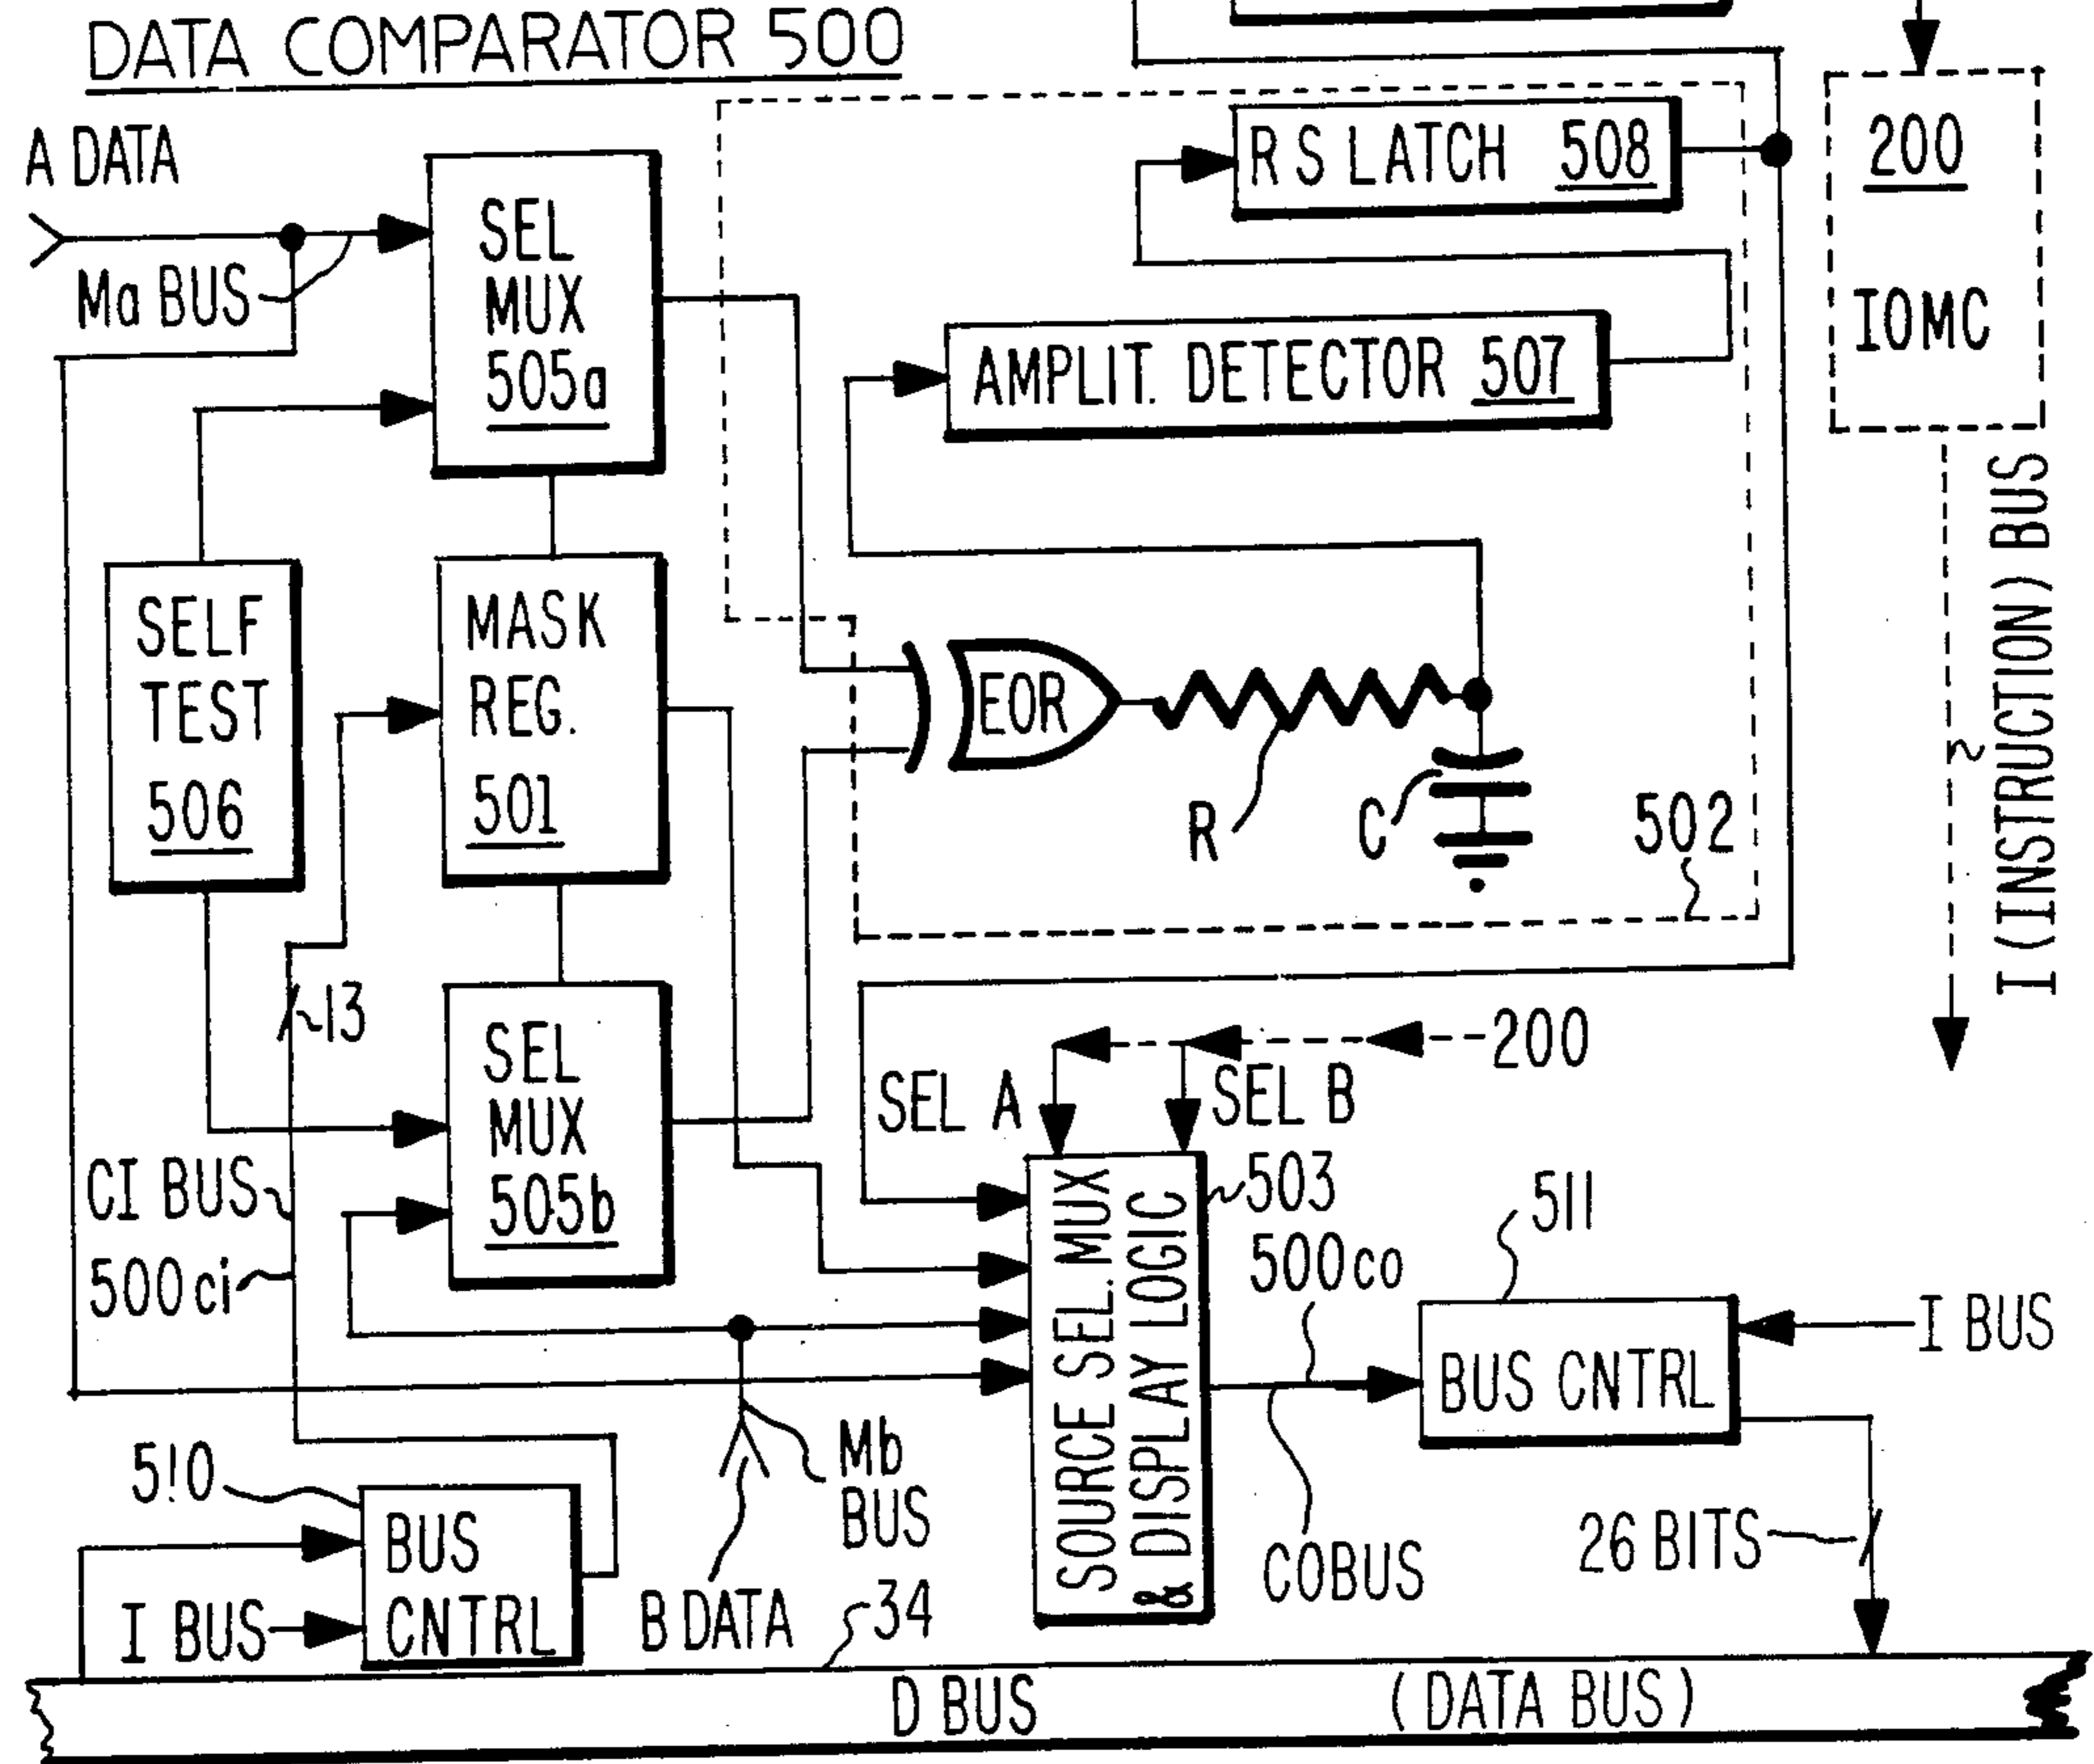 DATA COMPARATOR 500
A DATA
Ma BUS
SEL
MUX
505a
R S LATCH 508
200
IOMC
AMPLIT. DETECTOR 507
I (INSTRUCTION) BUS
SELF
TEST
506
MASK
REG.
501
EOR
R
C
502
13
SEL
MUX
505b
200
SEL A
SEL B
CI BUS
500ci
503
SOURCE SEL. MUX
& DISPLAY LOGIC
500co
511
BUS CNTRL
I BUS
5!0
BUS
CNTRL
I BUS
Mb
BUS
B DATA
COBUS
26 BITS
34
D BUS
(DATA BUS)